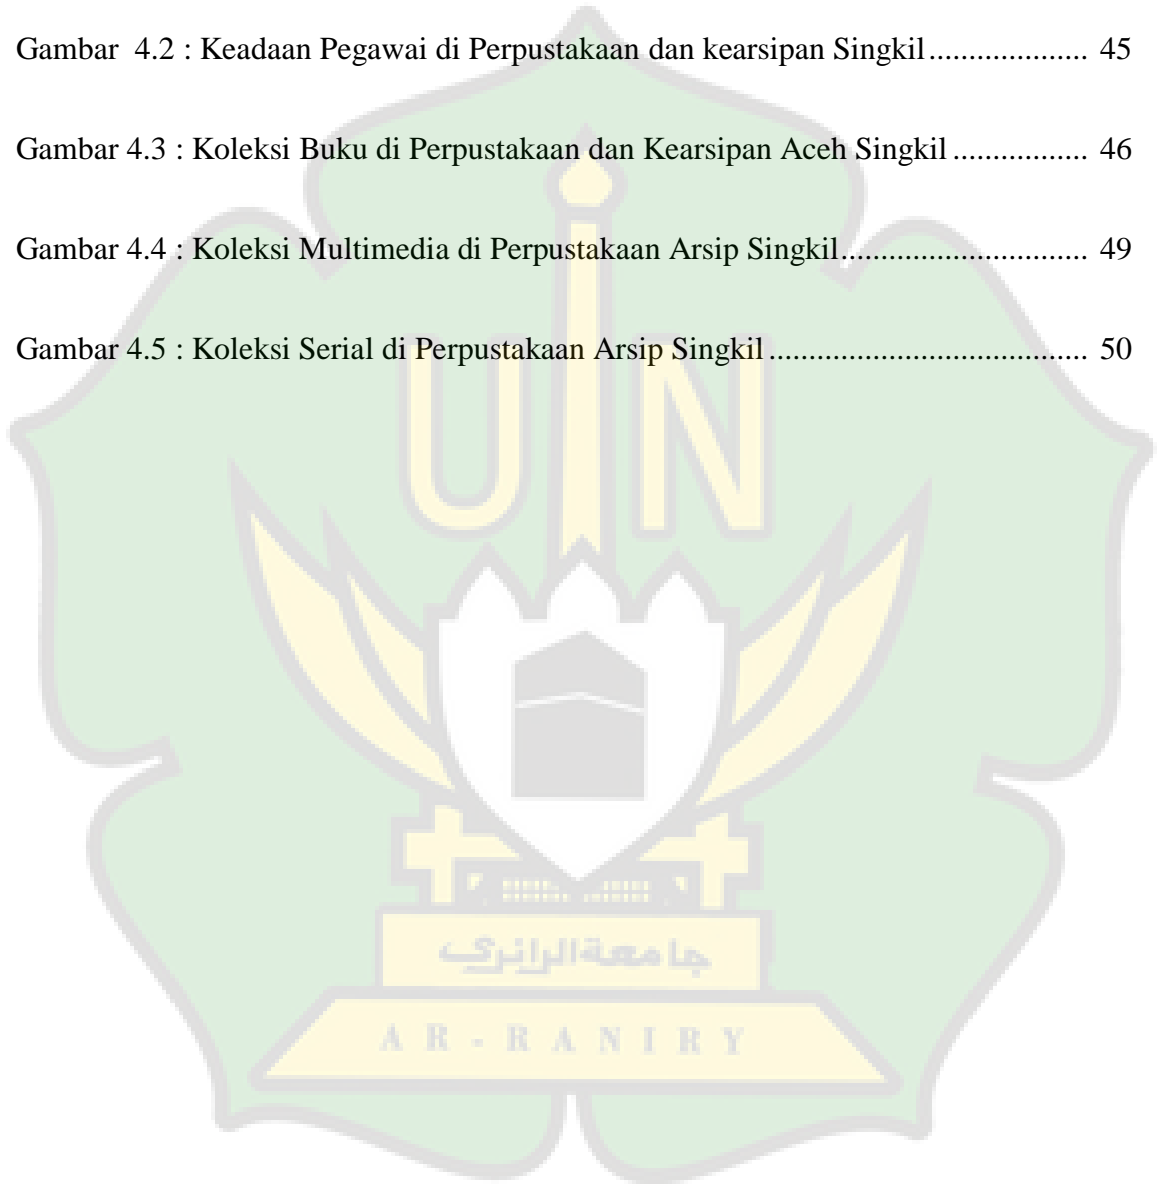 Gambar  4.2 : Keadaan Pegawai di Perpustakaan dan kearsipan Singkil.................... 45
Gambar 4.3 : Koleksi Buku di Perpustakaan dan Kearsipan Aceh Singkil................. 46
Gambar 4.4 : Koleksi Multimedia di Perpustakaan Arsip Singkil............................... 49
Gambar 4.5 : Koleksi Serial di Perpustakaan Arsip Singkil........................................ 50
UIN
جامعة الرانري
AR-RANIRY